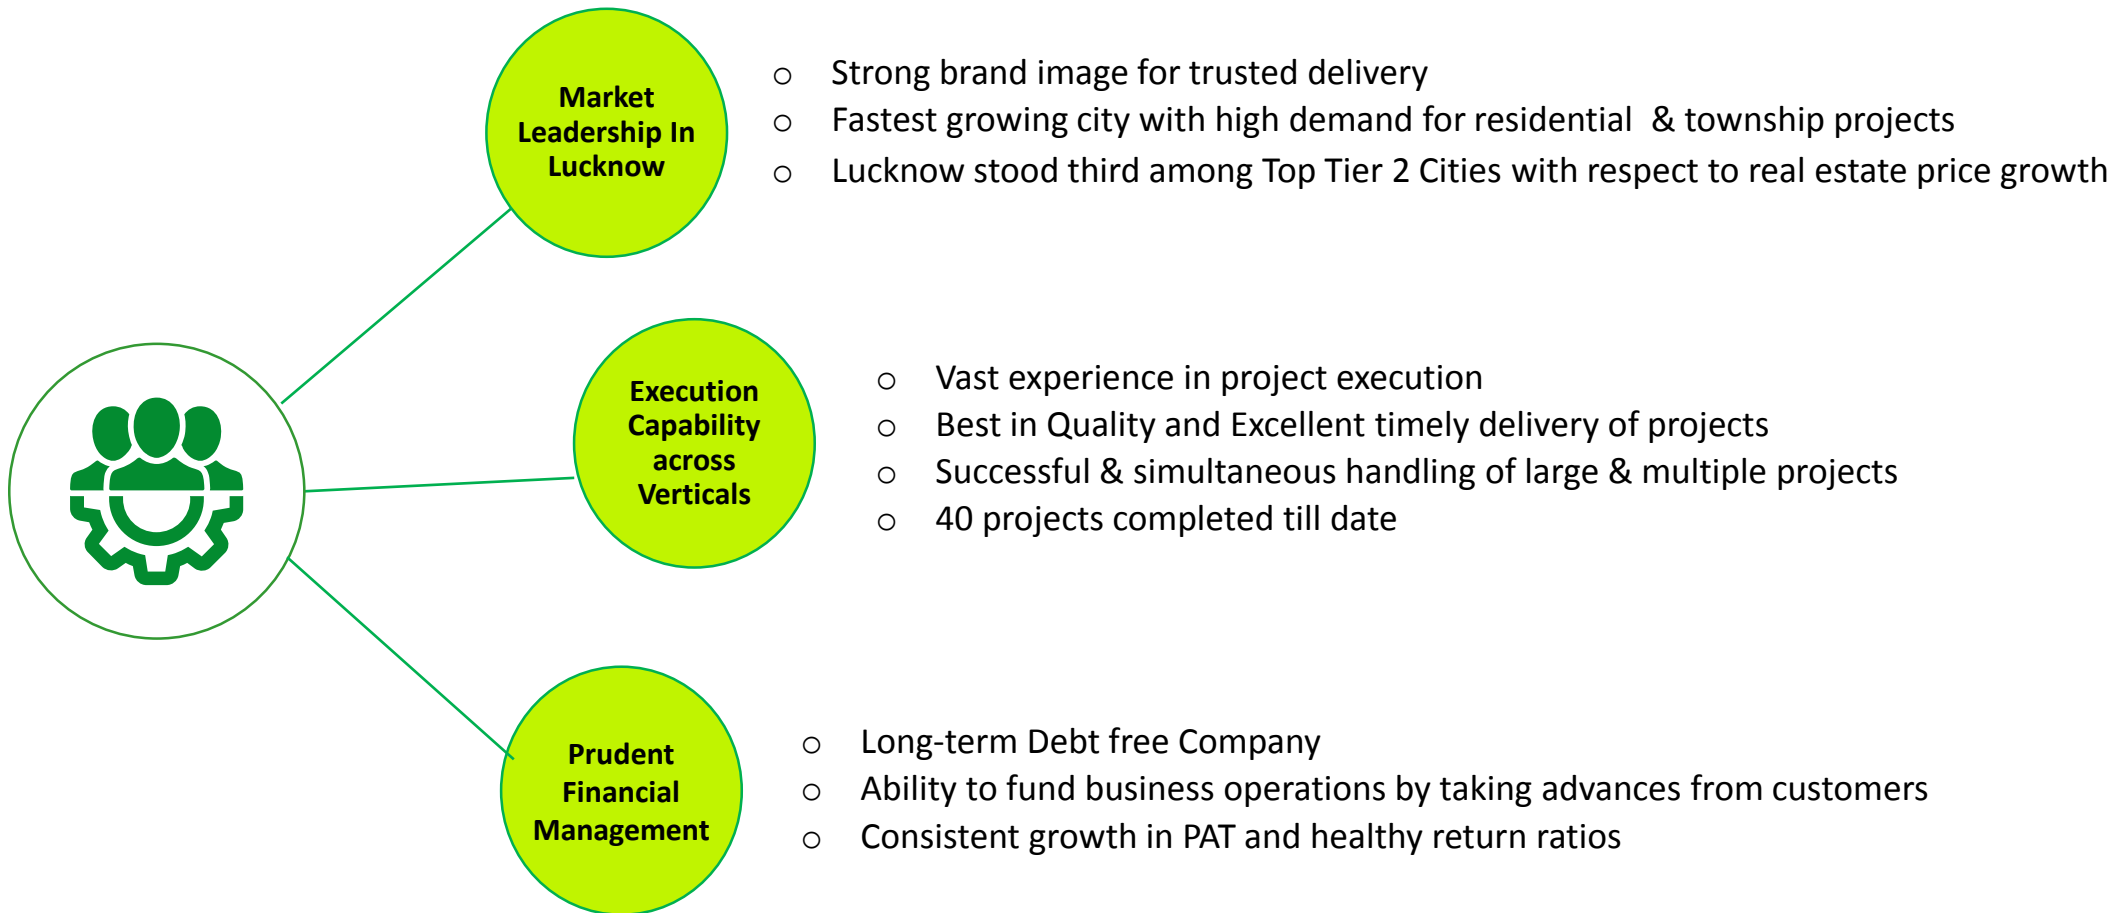 Market
Leadership In
Lucknow
o Strong brand image for trusted delivery
o Fastest growing city with high demand for residential & township projects
o Lucknow stood third among Top Tier 2 Cities with respect to real estate price growth
Execution
Capability
across
Verticals
o Vast experience in project execution
o Best in Quality and Excellent timely delivery of projects
o Successful & simultaneous handling of large & multiple projects
o 40 projects completed till date
Prudent
Financial
Management
o Long-term Debt free Company
o Ability to fund business operations by taking advances from customers
o Consistent growth in PAT and healthy return ratios